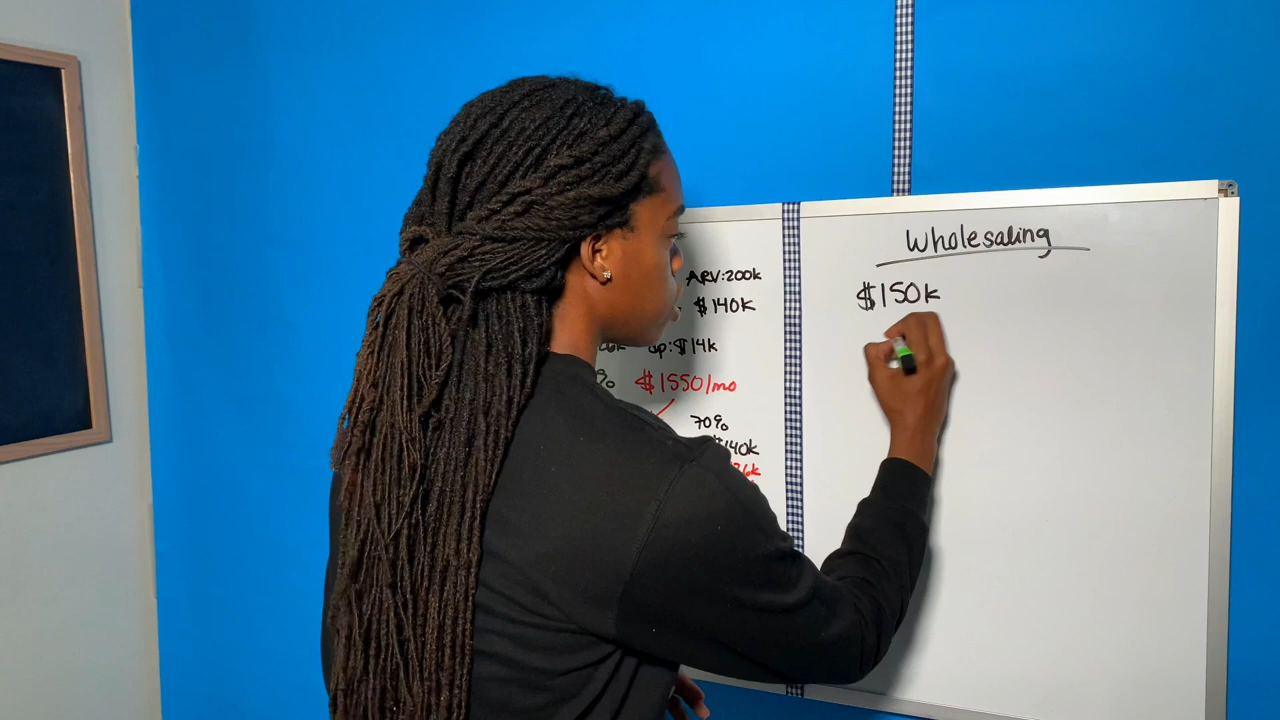 ARV:200k
$140k
up:$14k
% $1550/mo
70%
$140k
Wholesaling
$150k